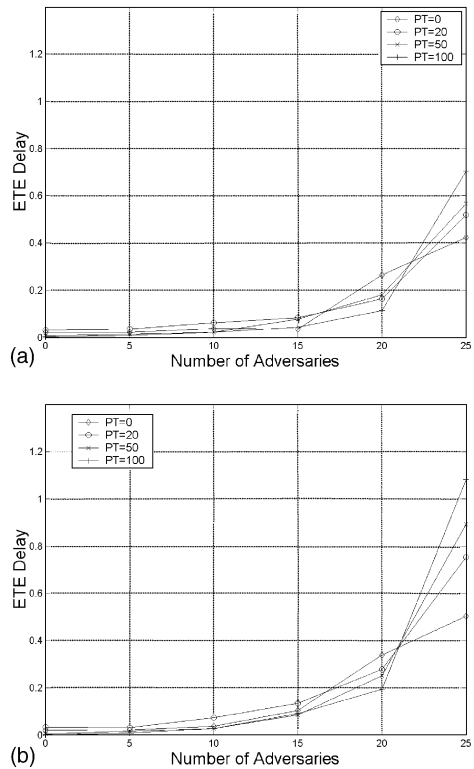 1.4
1.2
1
0.8
0.6
0.4
0.2
0
ETE Delay
PT=0
PT=20
PT=50
PT=100
0 5 10 15 20 25
Number of Adversaries
(a)
1.2
1
0.8
0.6
0.4
0.2
0
ETE Delay
PT=0
PT=20
PT=50
PT=100
0 5 10 15 20 25
Number of Adversaries
(b)